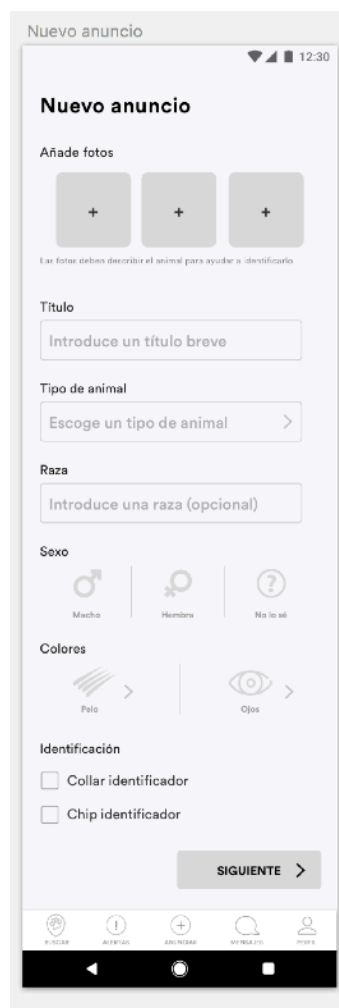 Nuevo anuncio
12:30
Nuevo anuncio
Añade fotos
+ + +
Las fotos deben describir el animal para ayudar a identificarlo
Título
Introduce un título breve
Tipo de animal
Escoge un tipo de animal
Raza
Introduce una raza (opcional)
Sexo
Macho Hembra No lo sé
Colores
Pelo Ojos
Identificación
Collar identificador
Chip identificador
SIGUIENTE
BUSCAR ALERTAS ANUNCIAR MENSAJES PERFIL